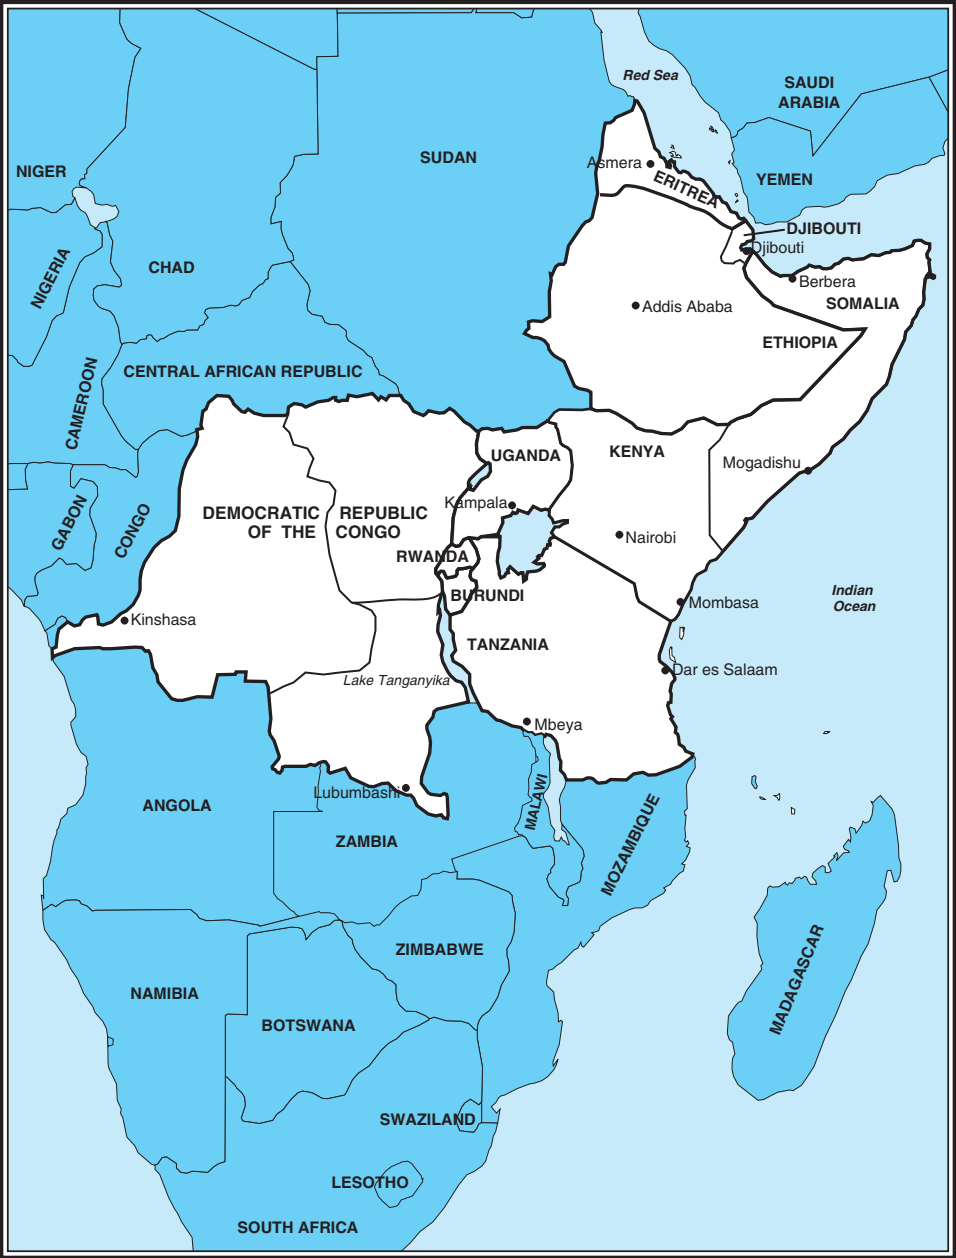 Red Sea
SAUDI
ARABIA
SUDAN
NIGER
Asmera
ERITREA
YEMEN
DJIBOUTI
Djibouti
NIGERIA
CHAD
Berbera
SOMALIA
Addis Ababa
ETHIOPIA
CENTRAL AFRICAN REPUBLIC
CAMEROON
UGANDA
KENYA
Mogadishu
Kampala
GABON
CONGO
DEMOCRATIC REPUBLIC
OF THE CONGO
Nairobi
RWANDA
BURUNDI
Indian
Ocean
Mombasa
Kinshasa
TANZANIA
Dar es Salaam
Lake Tanganyika
Mbeya
Lubumbashi
ANGOLA
MALAWI
MOZAMBIQUE
ZAMBIA
ZIMBABWE
MADAGASCAR
NAMIBIA
BOTSWANA
SWAZILAND
LESOTHO
SOUTH AFRICA